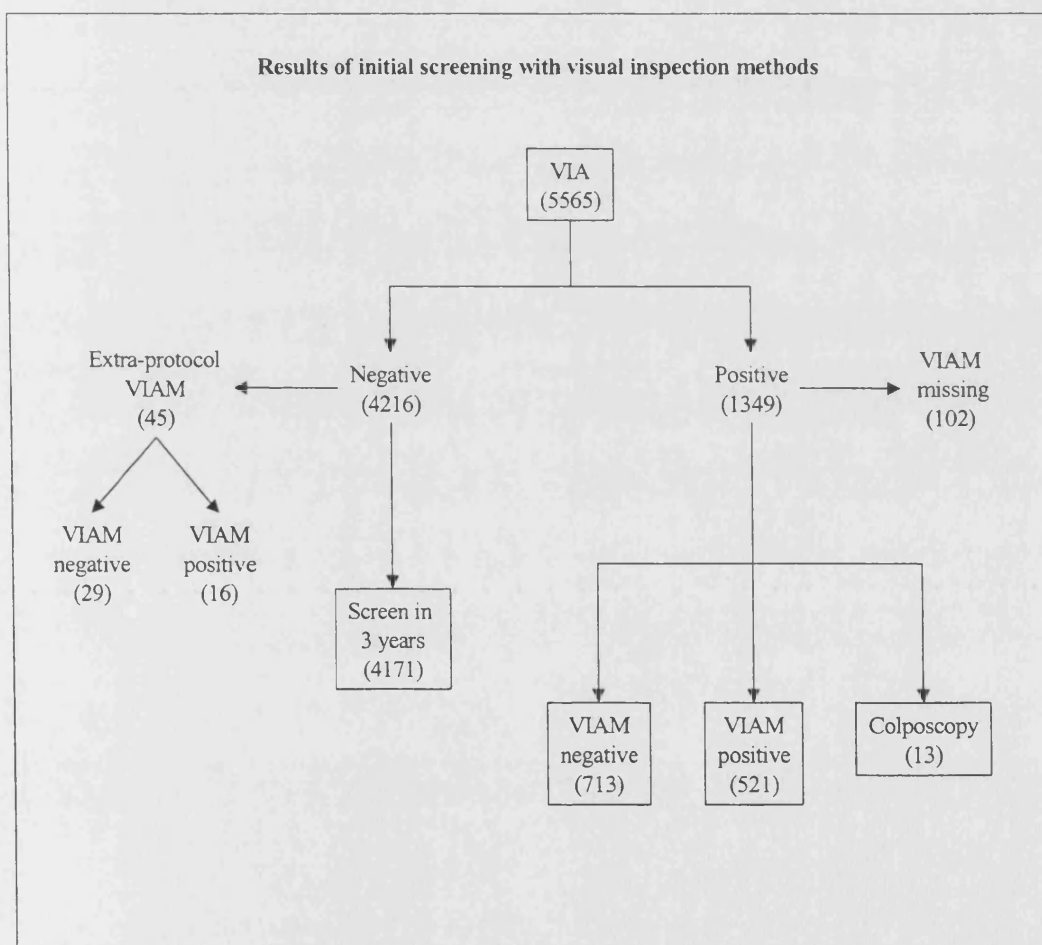 Results of initial screening with visual inspection methods
VIA
(5565)
Extra-protocol
VIAM
(45)
Negative
(4216)
Positive
(1349)
VIAM
missing
(102)
VIAM
negative
(29)
VIAM
positive
(16)
Screen in
3 years
(4171)
VIAM
negative
(713)
VIAM
positive
(521)
Colposcopy
(13)